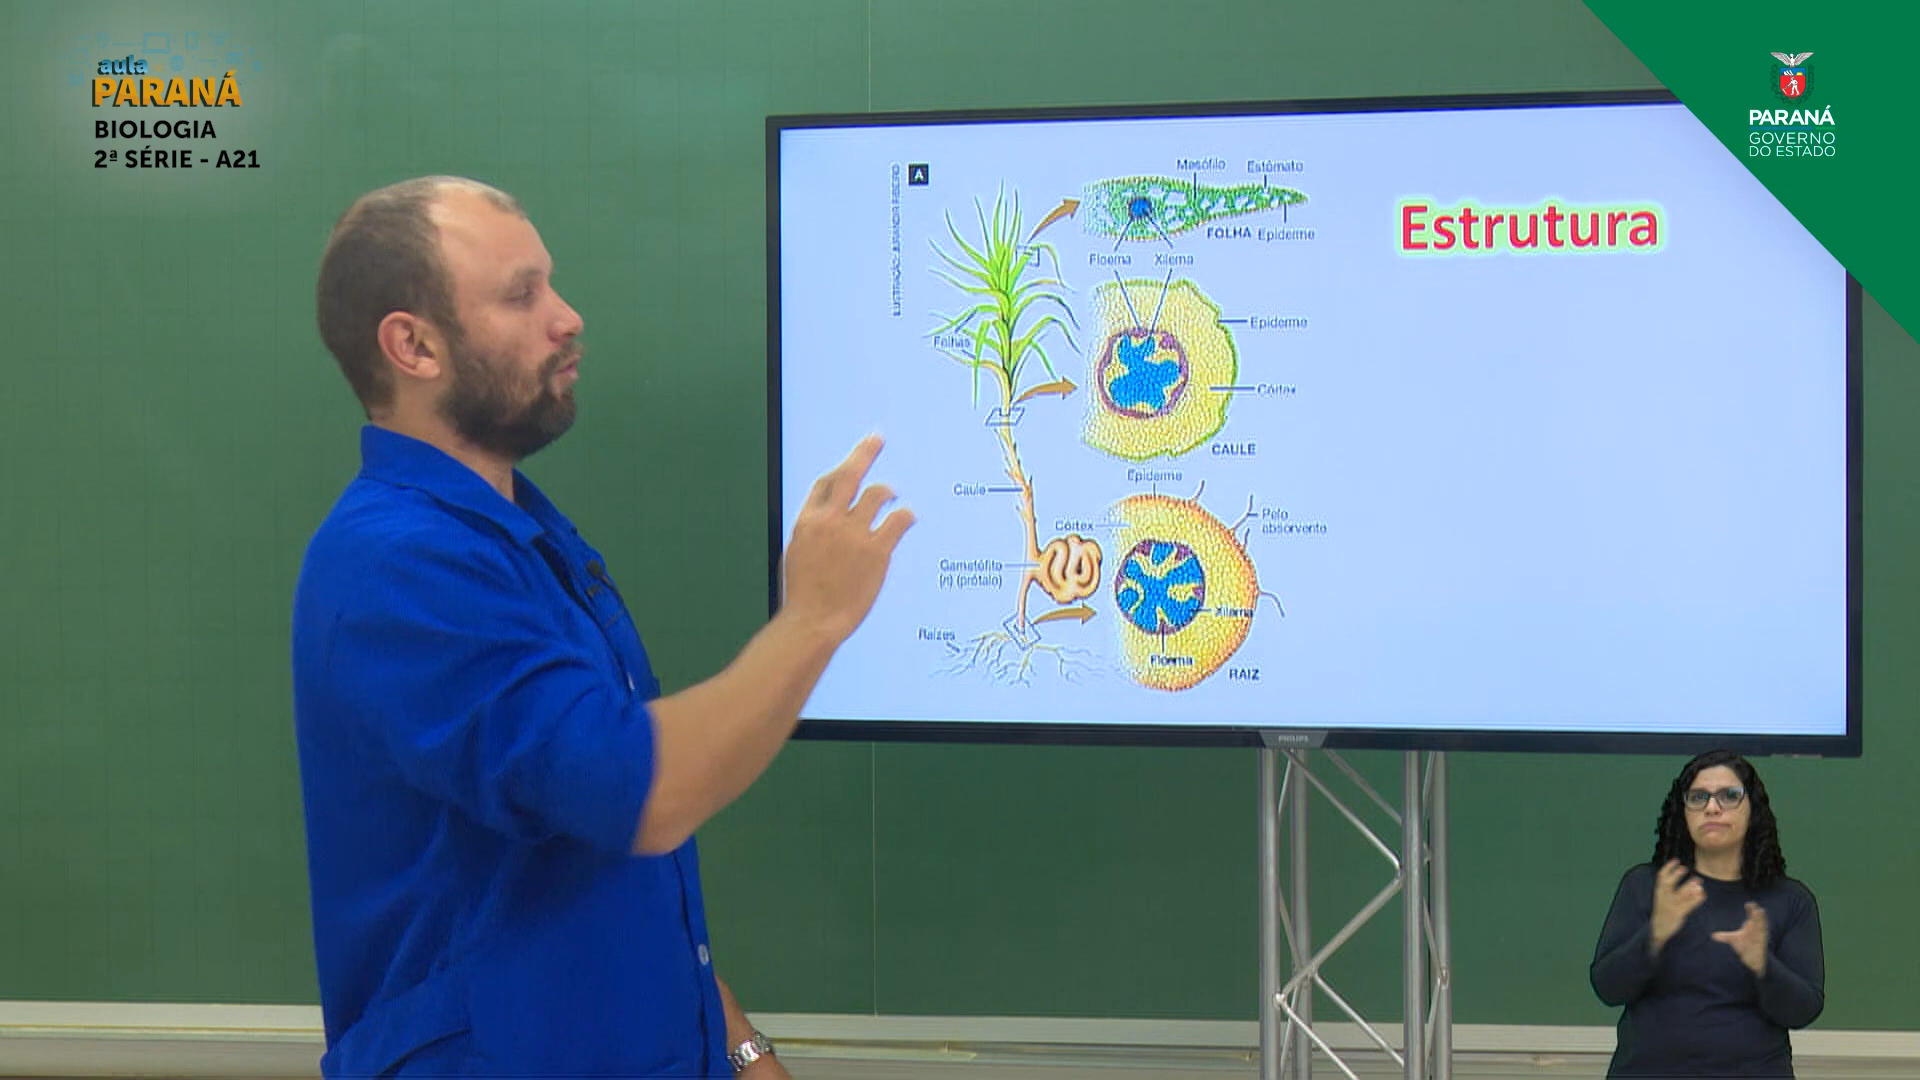 aula
PARANÁ
BIOLOGIA
2ª SÉRIE - A21
PARANÁ
GOVERNO
DO ESTADO
Estrutura
A
Mesófilo
Estômato
FOLHA
Epiderme
Floema
Xilema
Epiderme
Folhas
Córtex
CAULE
Epiderme
Caule
Pelo
absorvente
Córtex
Gametófito
(n) (prótalo)
Xilema
Raízes
Floema
RAIZ
PHILIPS